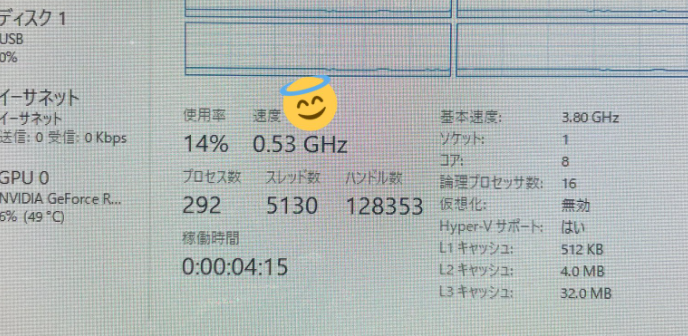 ディスク 1
USB
0%
イーサネット
イーサネット
送信: 0 受信: 0 Kbps
GPU 0
NVIDIA GeForce R...
6% (49 °C)
使用率
速度
14%
0.53 GHz
プロセス数
スレッド数
ハンドル数
292
5130
128353
稼働時間
0:00:04:15
基本速度: 3.80 GHz
ソケット: 1
コア: 8
論理プロセッサ数: 16
仮想化: 無効
Hyper-V サポート: はい
L1 キャッシュ: 512 KB
L2 キャッシュ: 4.0 MB
L3 キャッシュ: 32.0 MB